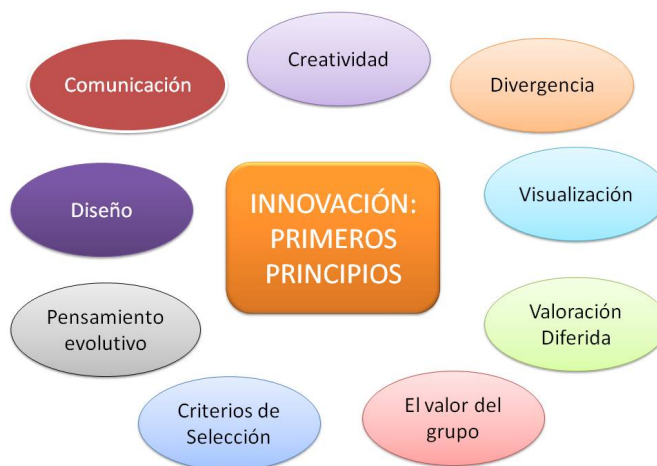 Creatividad
Comunicación
Divergencia
Diseño
INNOVACIÓN:
PRIMEROS
PRINCIPIOS
Visualización
Pensamiento
evolutivo
Valoración
Diferida
Criterios de
Selección
El valor del
grupo